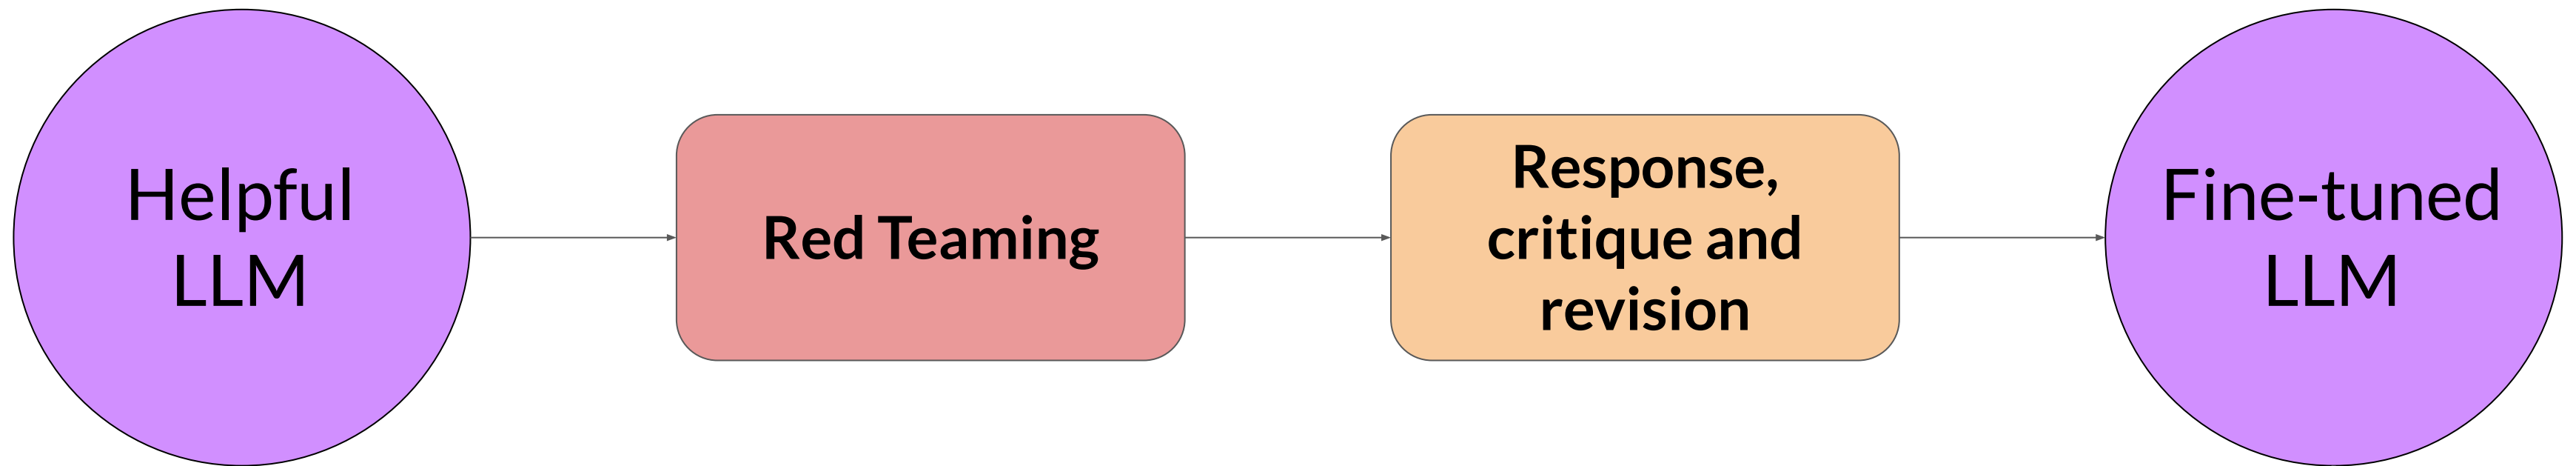 Helpful
LLM
Red Teaming
Response,
critique and
revision
Fine-tuned
LLM